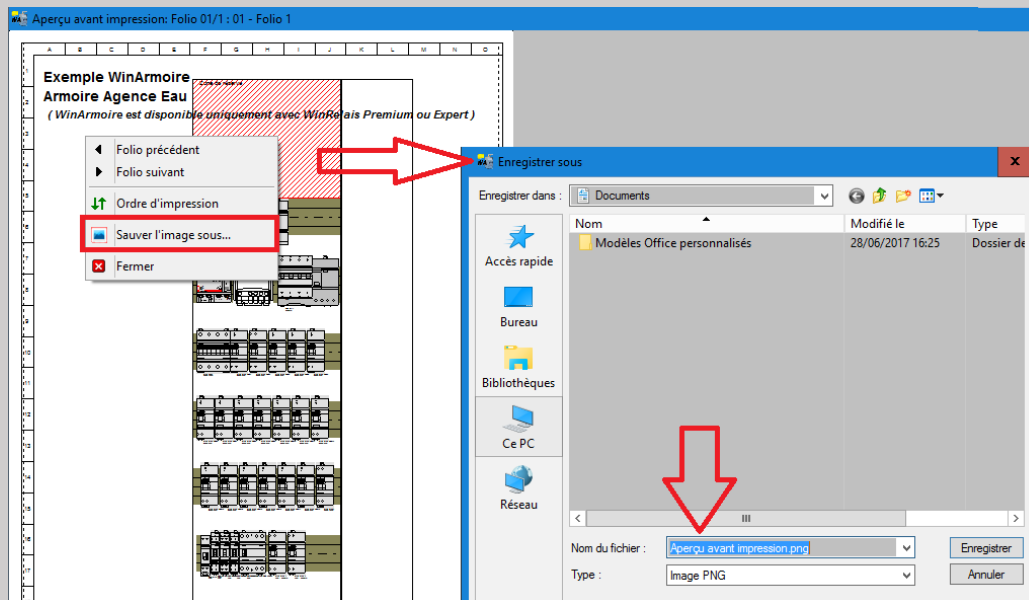 Aperçu avant impression: Folio 01/1 : 01 - Folio 1
A B C D E F G H I J K L M N O
Exemple WinArmoire
Zone de réserve
Armoire Agence Eau
( WinArmoire est disponible uniquement avec WinRelais Premium ou Expert )
Folio précédent
Folio suivant
Ordre d'impression
Sauver l'image sous...
Fermer
Enregistrer sous
x
Enregistrer dans : Documents
Nom Modifié le Type
Modèles Office personnalisés 28/06/2017 16:25 Dossier de
Accès rapide
Bureau
Bibliothèques
Ce PC
Réseau
Nom du fichier : Aperçu avant impression.png Enregistrer
Type : Image PNG Annuler